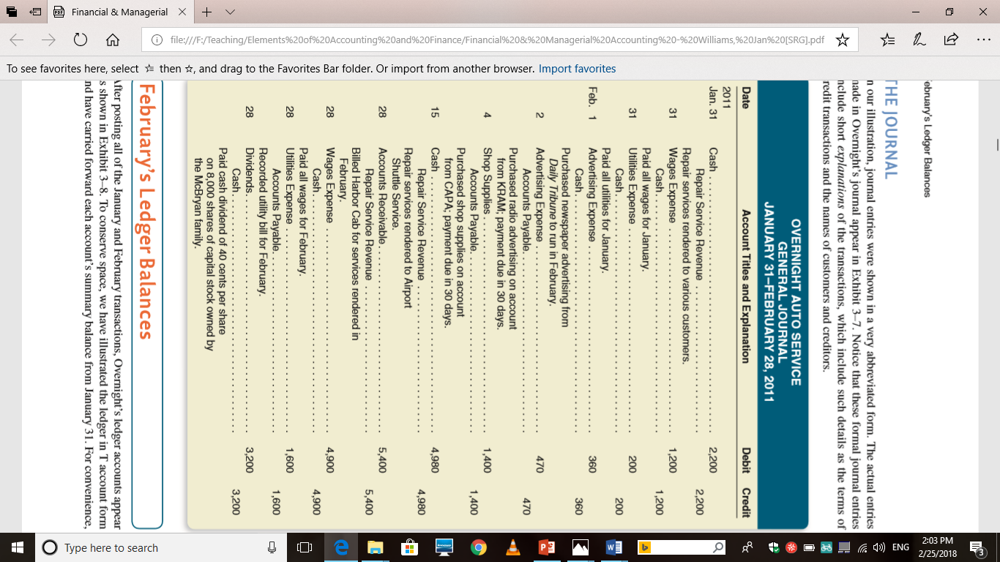 Financial & Managerial
file:///F:/Teaching/Elements%20of%20Accounting%20and%20Finance/Financial%20&%20Managerial%20Accounting%20-%20Williams,%20Jan%20[SRG].pdf
To see favorites here, select then , and drag to the Favorites Bar folder. Or import from another browser. Import favorites
ebruary's Ledger Balances
THE JOURNAL
n our illustration, journal entries were shown in a very abbreviated form. The actual entries
made in Overnight's journal appear in Exhibit 3–7. Notice that these formal journal entries
nclude short explanations of the transactions, which include such details as the terms of
redit transactions and the names of customers and creditors.
OVERNIGHT AUTO SERVICE
GENERAL JOURNAL
JANUARY 31–FEBRUARY 28, 2011
Date Account Titles and Explanation Debit Credit
2011
Jan. 31 Cash . . . . . . . . . . 2,200
Repair Service Revenue . . . . . . . . . . 2,200
Repair services rendered to various customers.
31 Wages Expense . . . . . . . . . . 1,200
Cash . . . . . . . . . . 1,200
Paid all wages for January.
31 Utilities Expense . . . . . . . . . . 200
Cash . . . . . . . . . . 200
Paid all utilities for January.
Feb. 1 Advertising Expense . . . . . . . . . . 360
Cash . . . . . . . . . . 360
Purchased newspaper advertising from
Daily Tribune to run in February.
2 Advertising Expense . . . . . . . . . . 470
Accounts Payable. . . . . . . . . . 470
Purchased radio advertising on account
from KRAM; payment due in 30 days.
4 Shop Supplies . . . . . . . . . . 1,400
Accounts Payable. . . . . . . . . . 1,400
Purchased shop supplies on account
from CAPA; payment due in 30 days.
15 Cash . . . . . . . . . . 4,980
Repair Service Revenue . . . . . . . . . . 4,980
Repair services rendered to Airport
Shuttle Service.
28 Accounts Receivable . . . . . . . . . . 5,400
Repair Service Revenue . . . . . . . . . . 5,400
Billed Harbor Cab for services rendered in
February.
28 Wages Expense . . . . . . . . . . 4,900
Cash . . . . . . . . . . 4,900
Paid all wages for February.
28 Utilities Expense . . . . . . . . . . 1,600
Accounts Payable. . . . . . . . . . 1,600
Recorded utility bill for February.
28 Dividends . . . . . . . . . . 3,200
Cash . . . . . . . . . . 3,200
Paid cash dividend of 40 cents per share
on 8,000 shares of capital stock owned by
the McBryan family.
February's Ledger Balances
After posting all of the January and February transactions, Overnight's ledger accounts appear
s shown in Exhibit 3–8. To conserve space, we have illustrated the ledger in T account form
nd have carried forward each account's summary balance from January 31. For convenience,
Type here to search
ENG
2:03 PM
2/25/2018
3